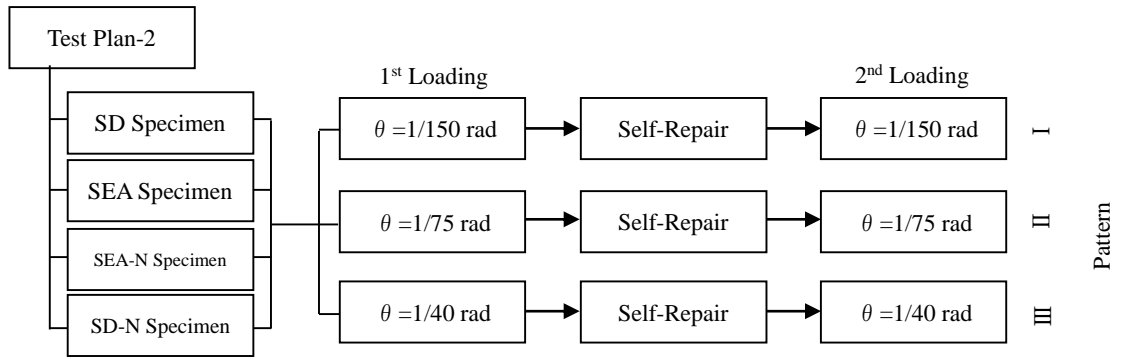 Test Plan-2
1st Loading
2nd Loading
SD Specimen
SEA Specimen
SEA-N Specimen
SD-N Specimen
θ=1/150 rad
Self-Repair
θ=1/150 rad
I
θ=1/75 rad
Self-Repair
θ=1/75 rad
II
θ=1/40 rad
Self-Repair
θ=1/40 rad
III
Pattern